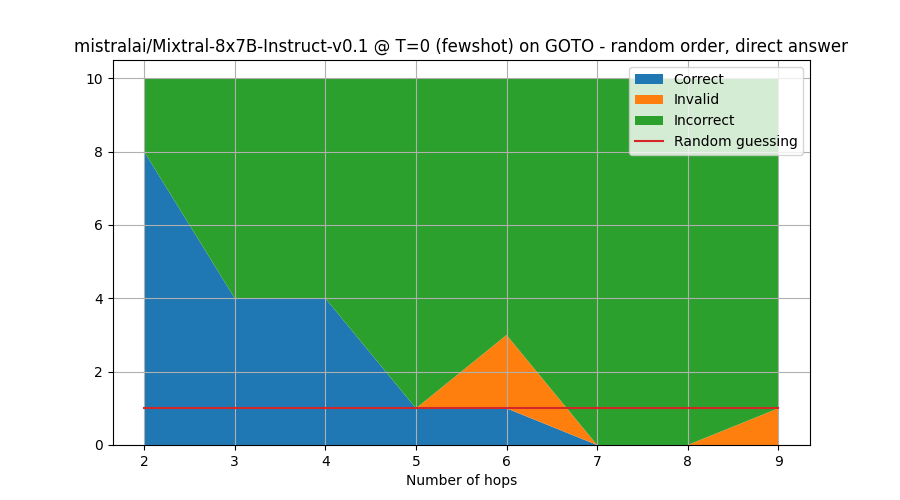 mistralai/Mixtral-8x7B-Instruct-v0.1 @ T=0 (fewshot) on GOTO - random order, direct answer
Correct
Invalid
Incorrect
Random guessing
10
8
6
4
2
0
2 3 4 5 6 7 8 9
Number of hops